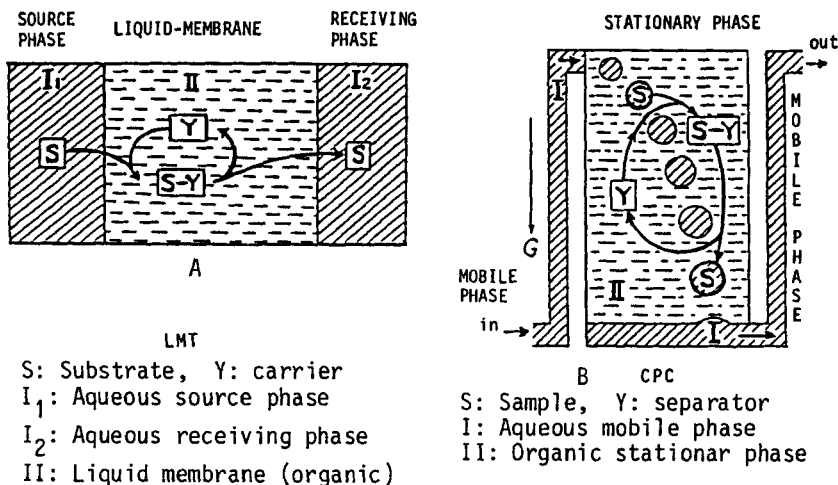 SOURCE PHASE
LIQUID-MEMBRANE
RECEIVING PHASE
I₁
II
I₂
Y
S
S-Y
S
A
LMT
S: Substrate, Y: carrier
I₁: Aqueous source phase
I₂: Aqueous receiving phase
II: Liquid membrane (organic)
STATIONARY PHASE
out
I
S
S-Y
Y
G
S
MOBILE PHASE
MOBILE PHASE
in
II
I
B CPC
S: Sample, Y: separator
I: Aqueous mobile phase
II: Organic stationar phase